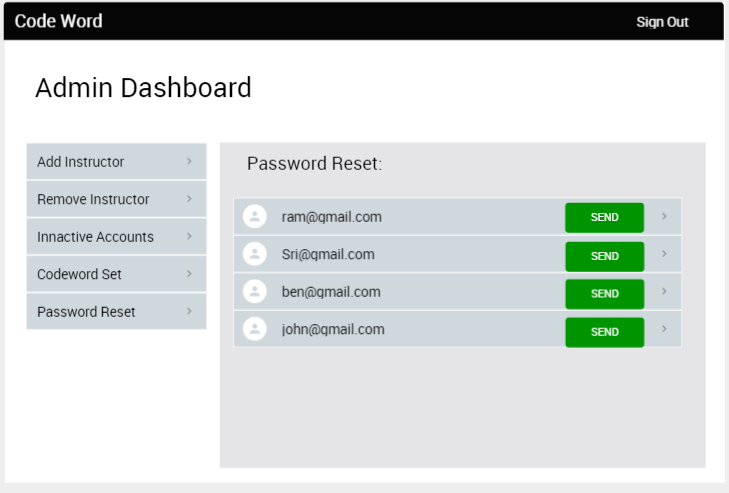 Code Word
Sign Out
Admin Dashboard
Add Instructor
Remove Instructor
Innactive Accounts
Codeword Set
Password Reset
Password Reset:
ram@gmail.com SEND
Sri@gmail.com SEND
ben@gmail.com SEND
john@gmail.com SEND